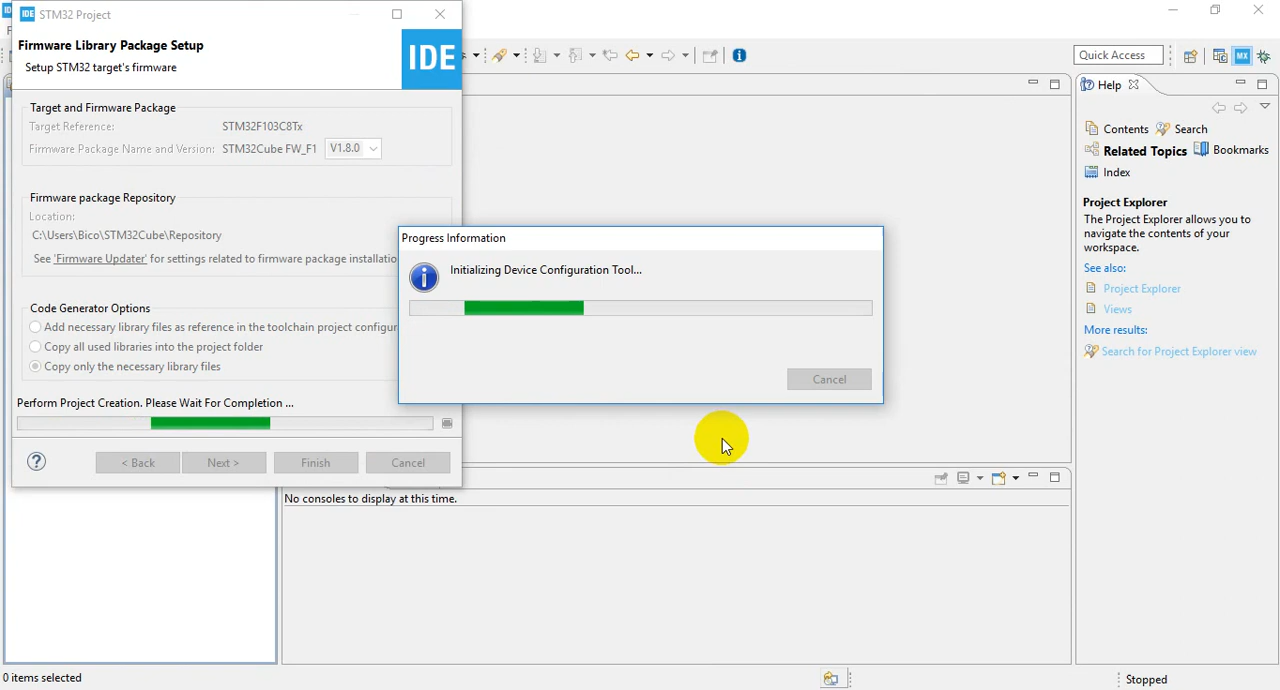 IDE STM32 Project
Firmware Library Package Setup
Setup STM32 target's firmware
IDE
Target and Firmware Package
Target Reference: STM32F103C8Tx
Firmware Package Name and Version: STM32Cube FW_F1 V1.8.0
Firmware package Repository
Location:
C:\Users\Bico\STM32Cube\Repository
See 'Firmware Updater' for settings related to firmware package installatio
Code Generator Options
Add necessary library files as reference in the toolchain project configur
Copy all used libraries into the project folder
Copy only the necessary library files
Perform Project Creation. Please Wait For Completion ...
< Back Next > Finish Cancel
Progress Information
Initializing Device Configuration Tool...
Cancel
No consoles to display at this time.
Quick Access
MX
Help
Contents Search
Related Topics Bookmarks
Index
Project Explorer
The Project Explorer allows you to
navigate the contents of your
workspace.
See also:
Project Explorer
Views
More results:
Search for Project Explorer view
0 items selected
Stopped